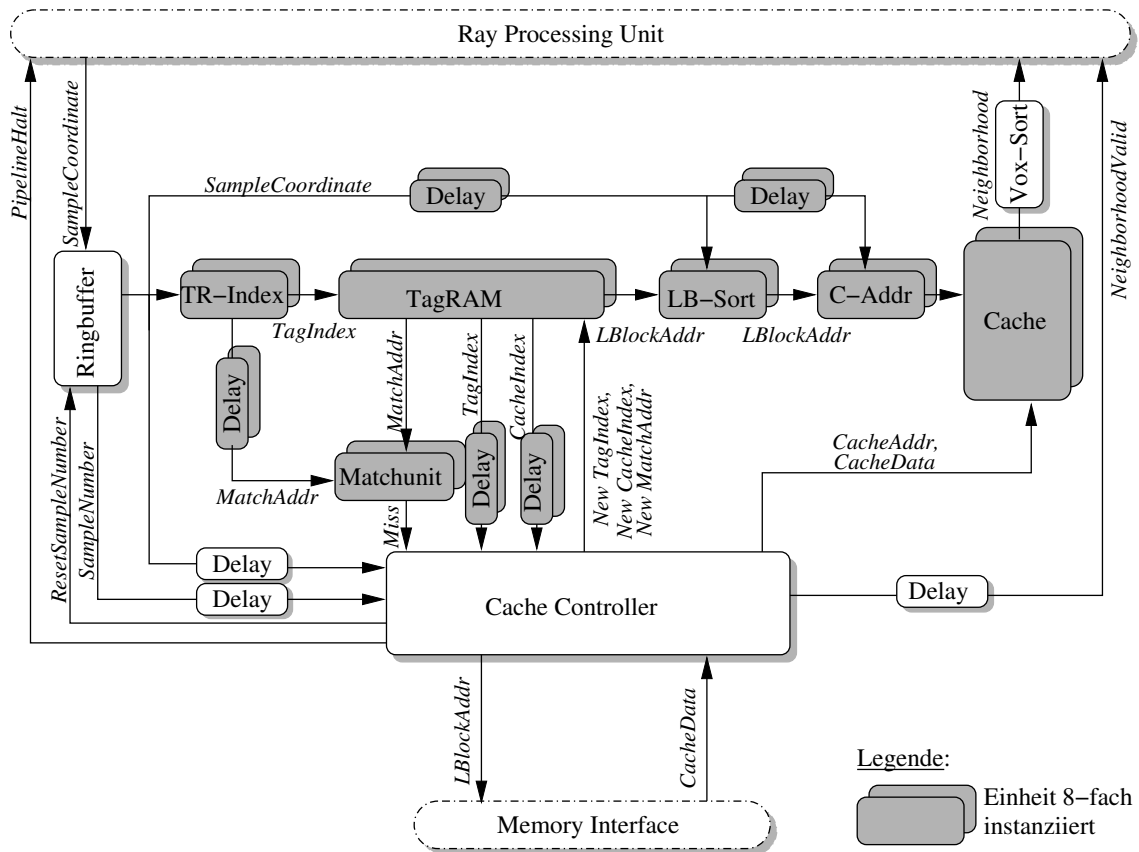 Ray Processing Unit
PipelineHalt
SampleCoordinate
Neighborhood
Vox-Sort
NeighborhoodValid
SampleCoordinate
Delay
Delay
Ringbuffer
TR-Index
TagRAM
LB-Sort
C-Addr
Cache
TagIndex
LBlockAddr
LBlockAddr
Delay
MatchAddr
TagIndex
CacheIndex
New TagIndex,
New CacheIndex,
New MatchAddr
CacheAddr,
CacheData
Matchunit
Delay
Delay
MatchAddr
Miss
ResetSampleNumber
SampleNumber
Delay
Delay
Cache Controller
Delay
LBlockAddr
CacheData
Memory Interface
Legende:
Einheit 8-fach
instanziiert